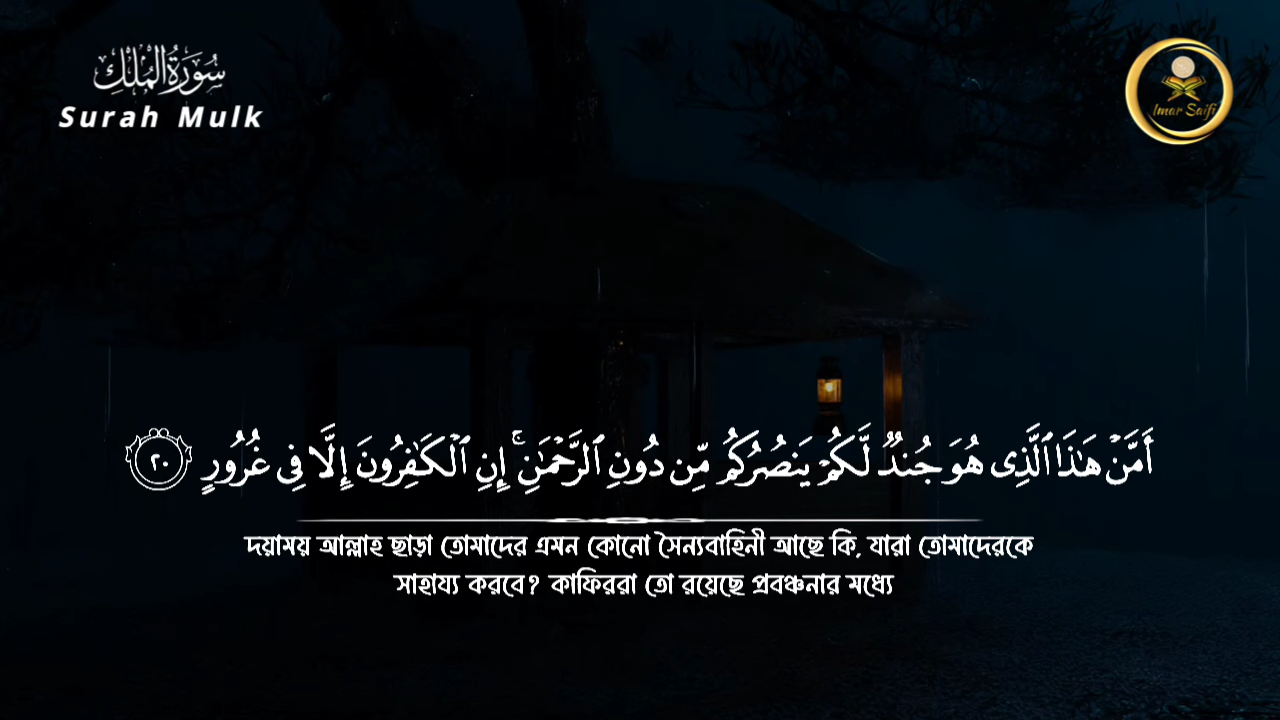 سُورَةُ الْمُلْكِ
Surah Mulk
Imar Saifi
أَمَّنْ هَٰذَا ٱلَّذِى هُوَ جُندٌ لَّكُمْ يَنصُرُكُم مِّن دُونِ ٱلرَّحْمَٰنِ ۚ إِنِ ٱلْكَٰفِرُونَ إِلَّا فِى غُرُورٍ ٢٠
দয়াময় আল্লাহ ছাড়া তোমাদের এমন কোনো সৈন্যবাহিনী আছে কি, যারা তোমাদেরকে
সাহায্য করবে? কাফিররা তো রয়েছে প্রবঞ্চনার মধ্যে